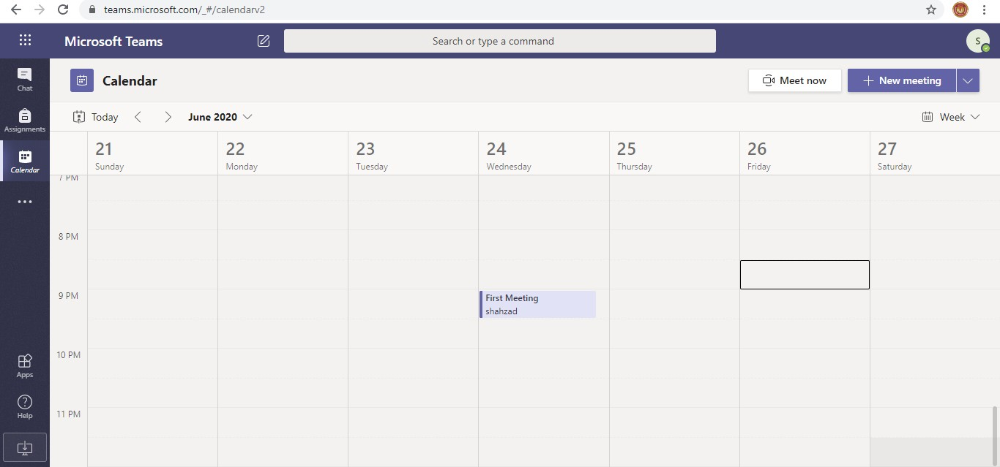 teams.microsoft.com/_#/calendarv2
Microsoft Teams
Search or type a command
S
Chat
Assignments
Calendar
Apps
Help
Calendar
Meet now
New meeting
Today
June 2020
Week
21
Sunday
22
Monday
23
Tuesday
24
Wednesday
25
Thursday
26
Friday
27
Saturday
7 PM
8 PM
9 PM
10 PM
11 PM
First Meeting
shahzad